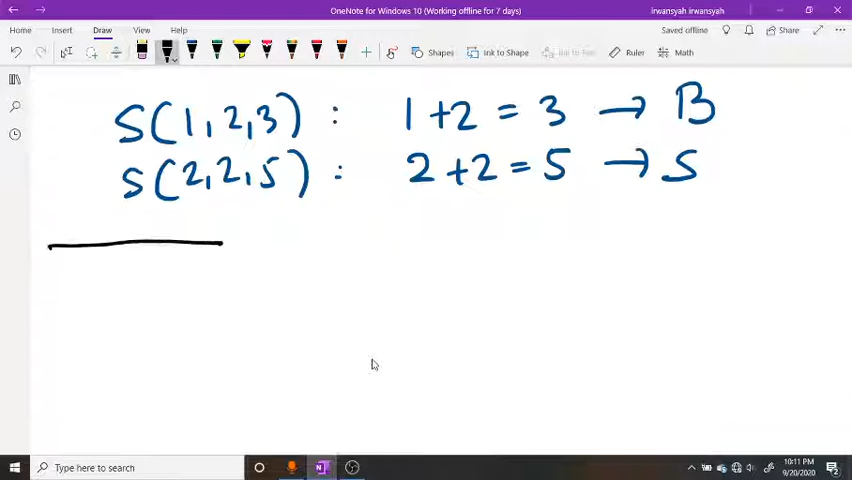 OneNote for Windows 10 (Working offline for 7 days)
irwansyah irwansyah
Home Insert Draw View Help
Saved offline Share
Shapes Ink to Shape Ink to Text Ruler Math
S(1,2,3) : 1+2 = 3 → B
S(2,2,5) : 2+2 = 5 → S
Type here to search
10:11 PM
9/20/2020
2